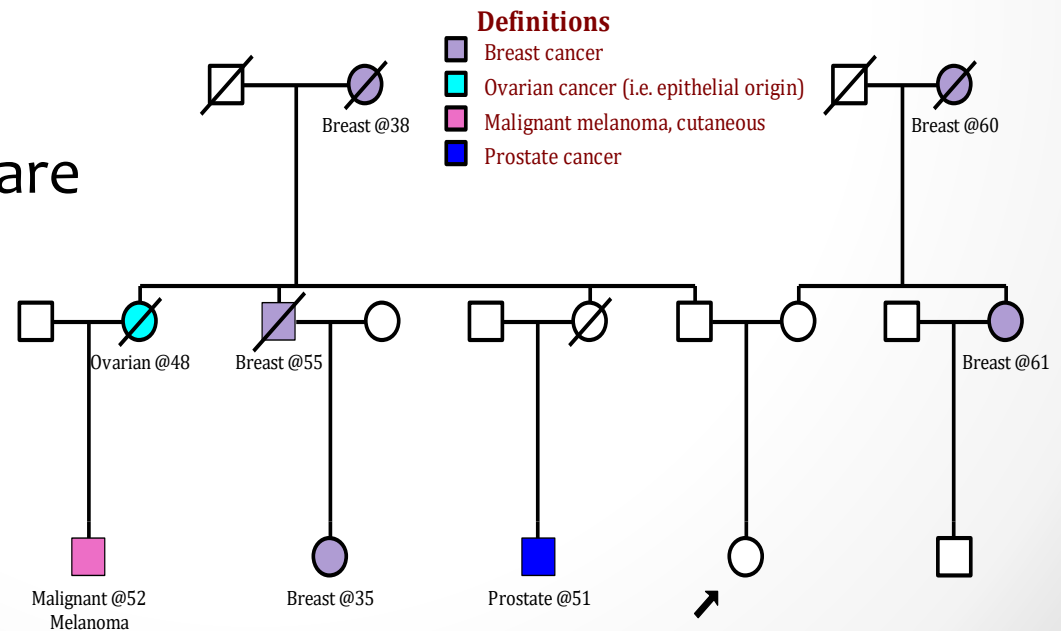 Definitions
Breast cancer
Ovarian cancer (i.e. epithelial origin)
Malignant melanoma, cutaneous
Prostate cancer
Breast @38
Breast @60
are
Ovarian @48
Breast @55
Breast @61
Malignant @52
Melanoma
Breast @35
Prostate @51